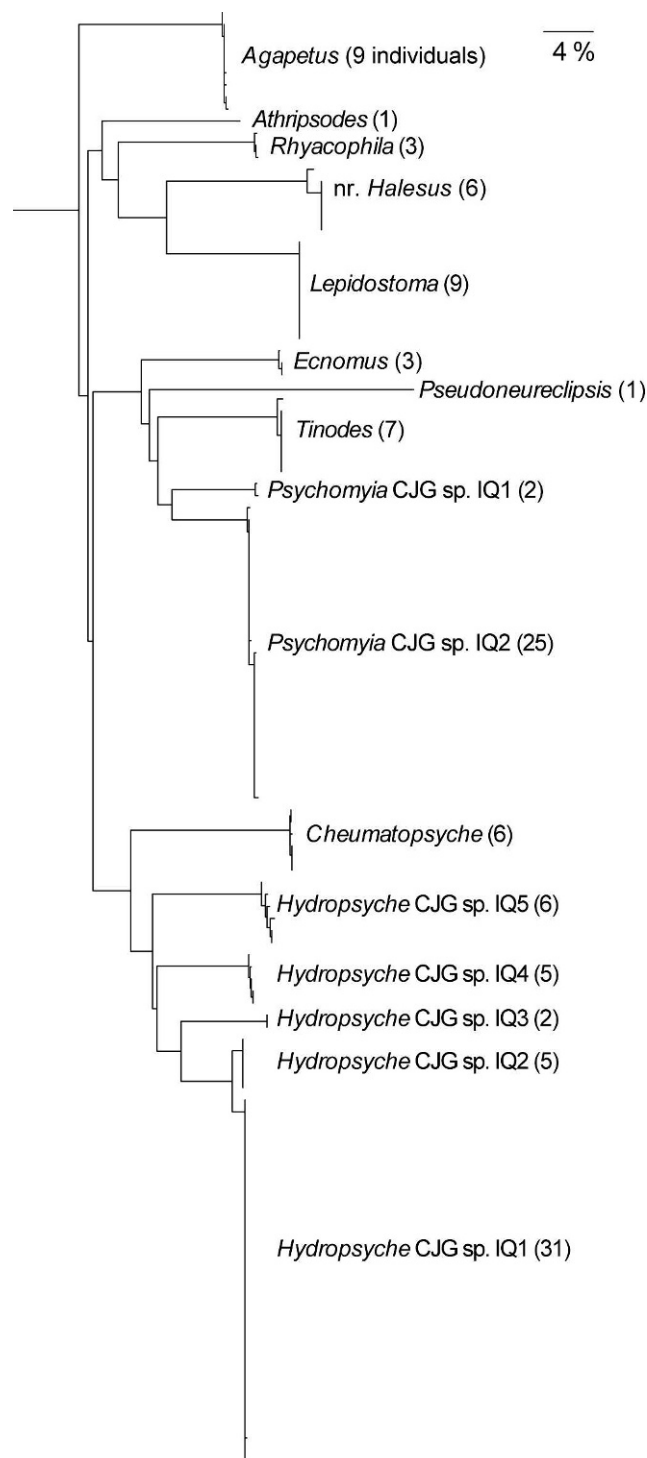 Agapetus (9 individuals)
4 %
Athripsodes (1)
Rhyacophila (3)
nr. Halesus (6)
Lepidostoma (9)
Ecnomus (3)
Pseudoneureclipsis (1)
Tinodes (7)
Psychomyia CJG sp. IQ1 (2)
Psychomyia CJG sp. IQ2 (25)
Cheumatopsyche (6)
Hydropsyche CJG sp. IQ5 (6)
Hydropsyche CJG sp. IQ4 (5)
Hydropsyche CJG sp. IQ3 (2)
Hydropsyche CJG sp. IQ2 (5)
Hydropsyche CJG sp. IQ1 (31)